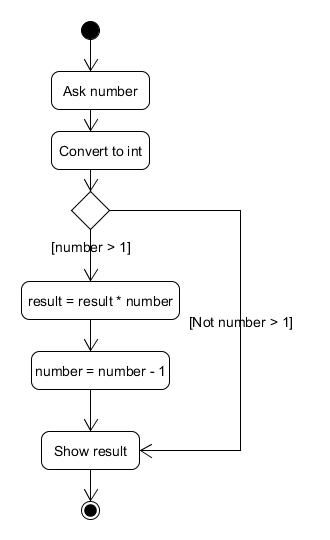 Ask number
Convert to int
[number > 1]
result = result * number
[Not number > 1]
number = number - 1
Show result